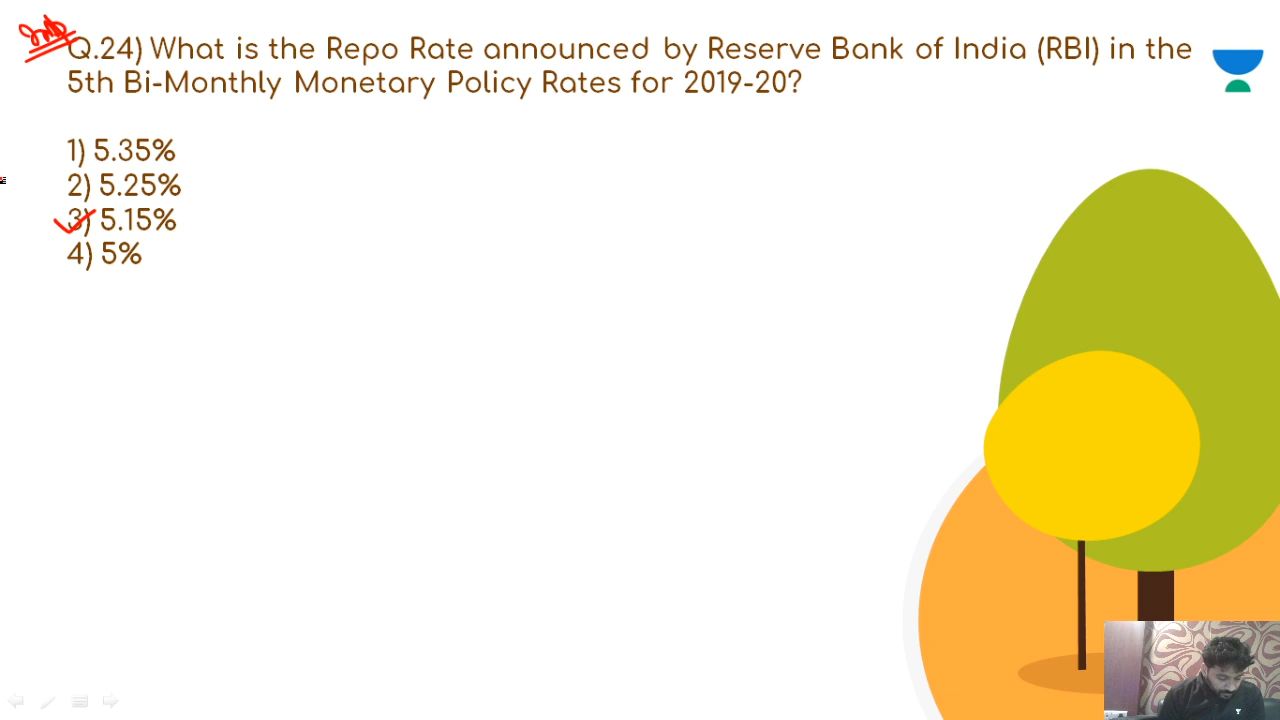 Imp
Q.24) What is the Repo Rate announced by Reserve Bank of India (RBI) in the
5th Bi-Monthly Monetary Policy Rates for 2019-20?
1) 5.35%
2) 5.25%
3) 5.15%
4) 5%